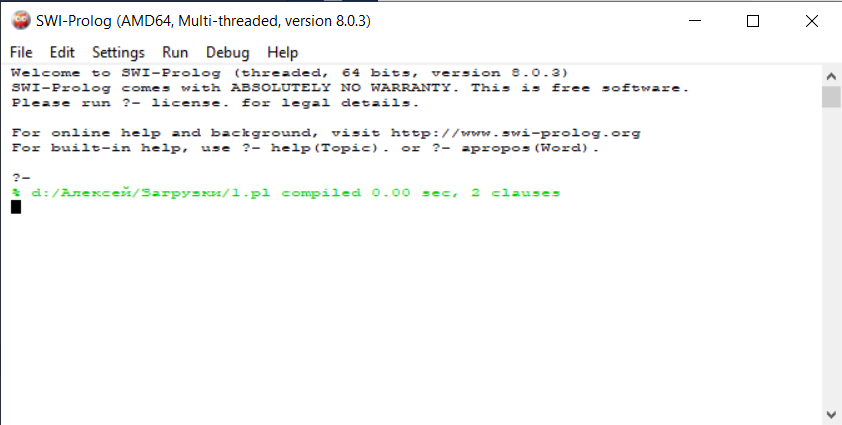 SWI-Prolog (AMD64, Multi-threaded, version 8.0.3)
File Edit Settings Run Debug Help
Welcome to SWI-Prolog (threaded, 64 bits, version 8.0.3)
SWI-Prolog comes with ABSOLUTELY NO WARRANTY. This is free software.
Please run ?- license. for legal details.
For online help and background, visit http://www.swi-prolog.org
For built-in help, use ?- help(Topic). or ?- apropos(Word).
?-
% d:/Алексей/Загрузки/1.pl compiled 0.00 sec, 2 clauses